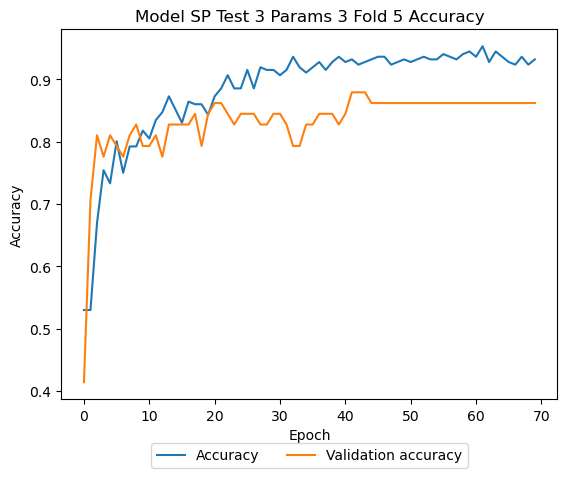 Model SP Test 3 Params 3 Fold 5 Accuracy
0.9
0.8
0.7
0.6
0.5
0.4
Accuracy
0 10 20 30 40 50 60 70
Epoch
Accuracy Validation accuracy